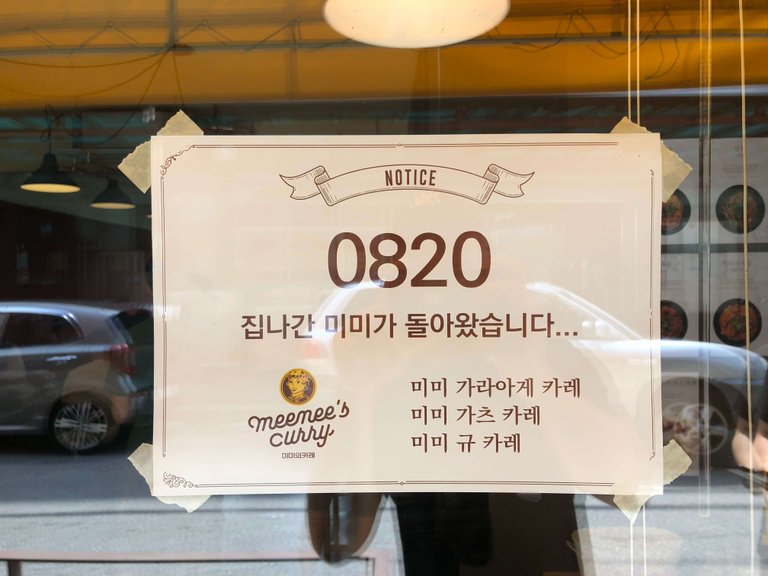 NOTICE
0820
집나간 미미가 돌아왔습니다...
meemee's
curry
미미의카레
미미 가라아게 카레
미미 가츠 카레
미미 규 카레